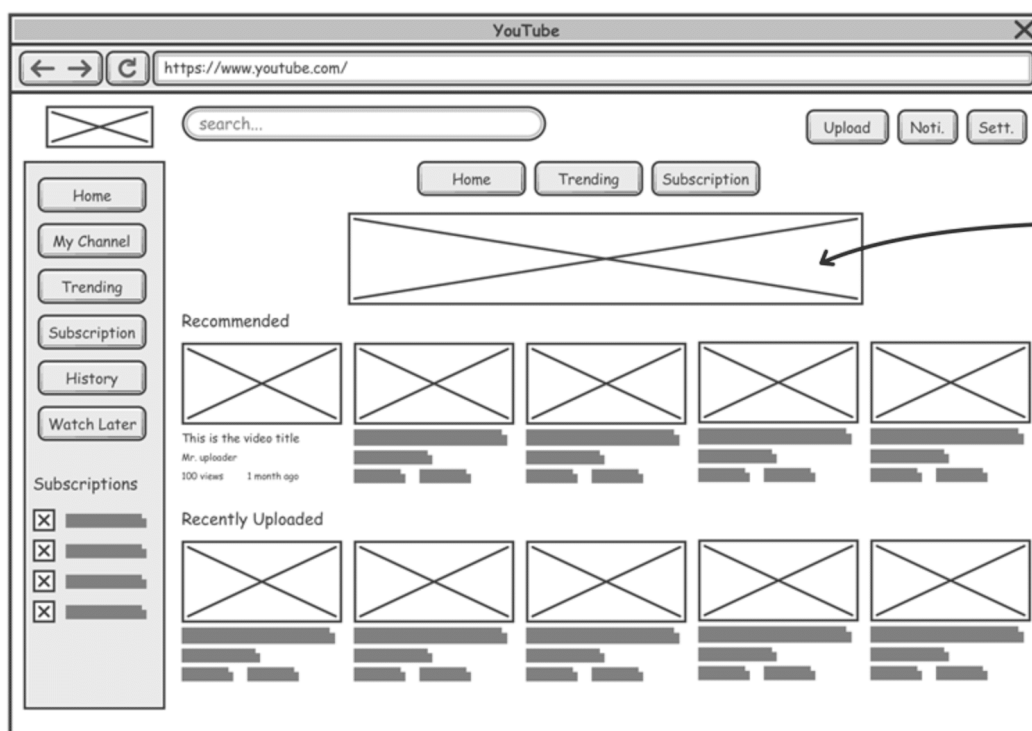 YouTube
https://www.youtube.com/
search...
Upload Noti. Sett.
Home Trending Subscription
Home
My Channel
Trending
Subscription
History
Watch Later
Subscriptions
Recommended
This is the video title
Mr. uploader
100 views 1 month ago
Recently Uploaded